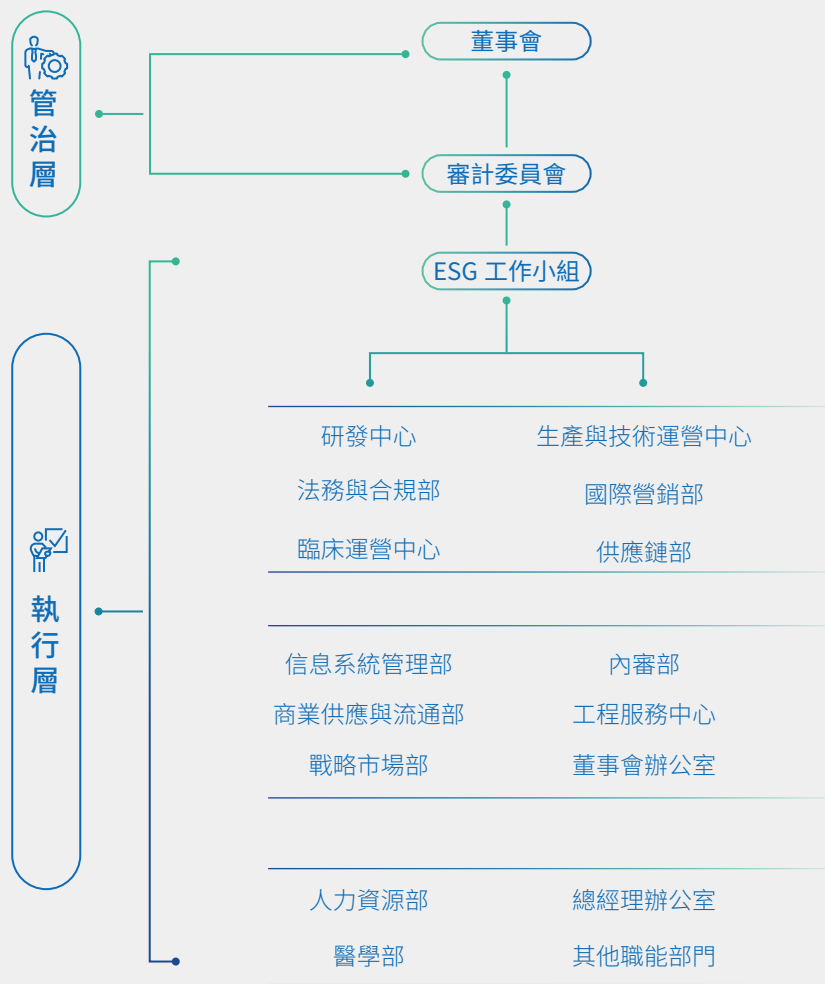 管治層
董事會
審計委員會
ESG 工作小組
執行層
研發中心
生產與技術運營中心
法務與合規部
國際營銷部
臨床運營中心
供應鏈部
信息系統管理部
內審部
商業供應與流通部
工程服務中心
戰略市場部
董事會辦公室
人力資源部
總經理辦公室
醫學部
其他職能部門